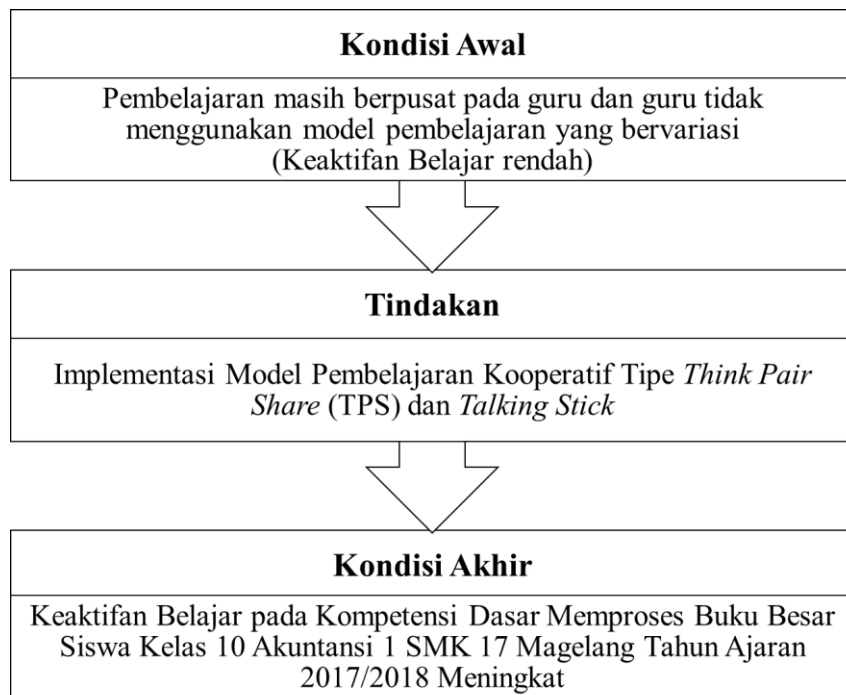 Kondisi Awal
Pembelajaran masih berpusat pada guru dan guru tidak
menggunakan model pembelajaran yang bervariasi
(Keaktifan Belajar rendah)
Tindakan
Implementasi Model Pembelajaran Kooperatif Tipe Think Pair
Share (TPS) dan Talking Stick
Kondisi Akhir
Keaktifan Belajar pada Kompetensi Dasar Memproses Buku Besar
Siswa Kelas 10 Akuntansi 1 SMK 17 Magelang Tahun Ajaran
2017/2018 Meningkat